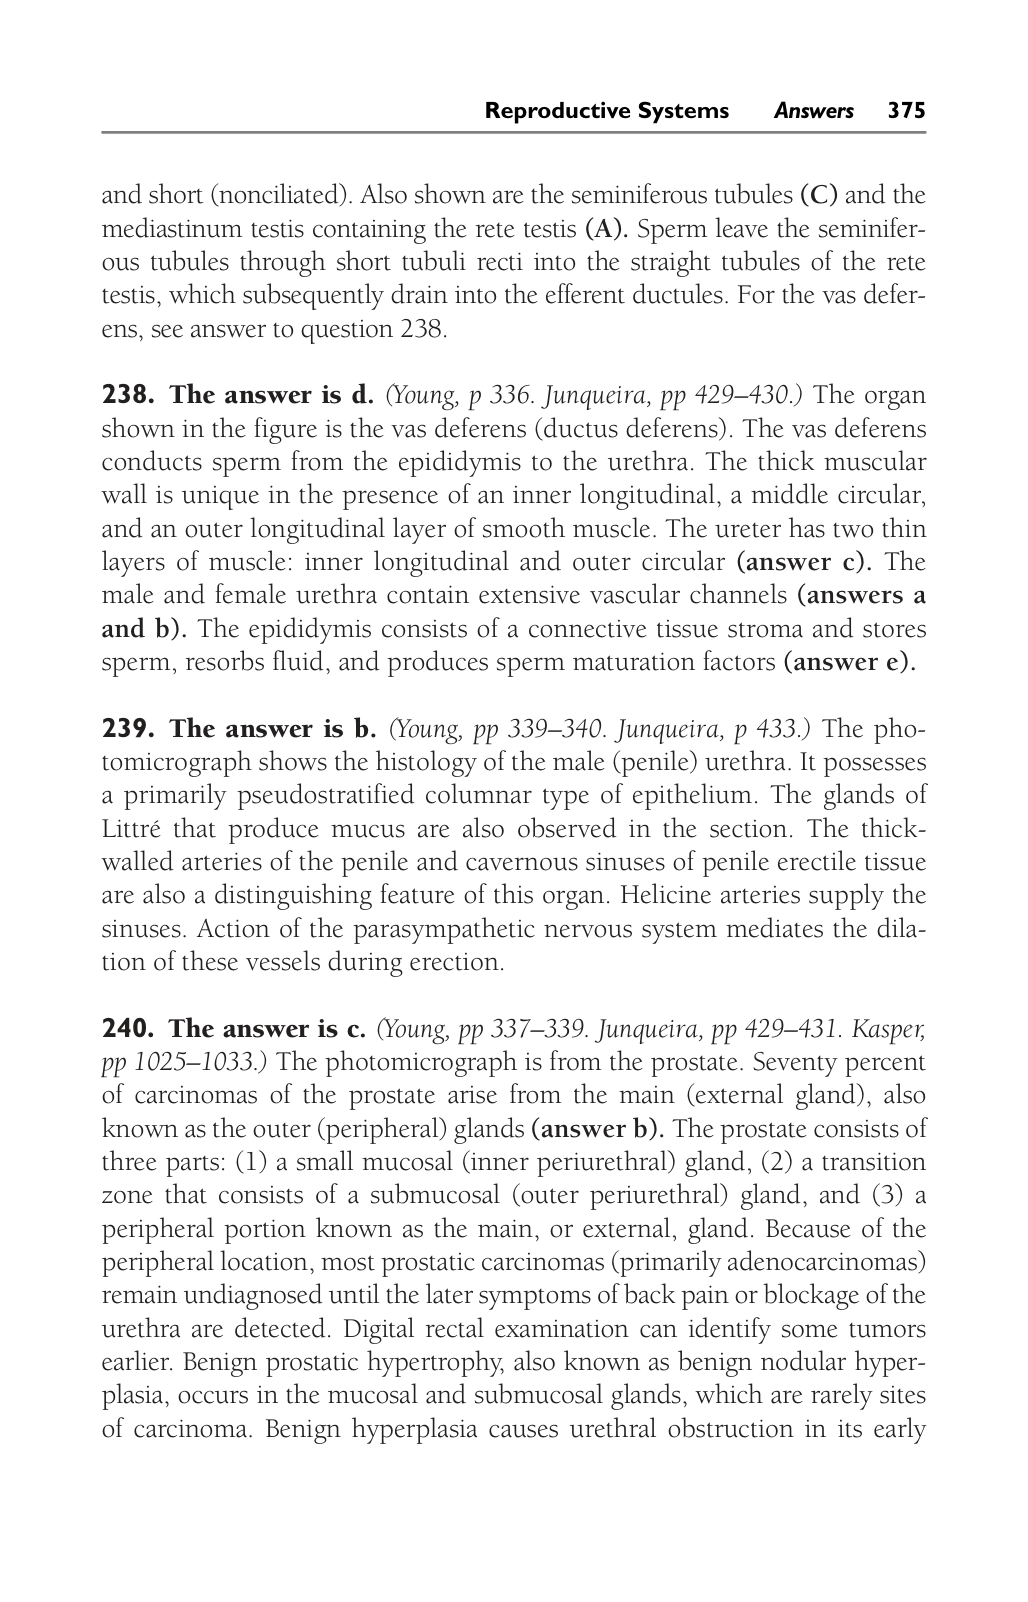 Reproductive Systems Answers 375
and short (nonciliated). Also shown are the seminiferous tubules (C) and the
mediastinum testis containing the rete testis (A). Sperm leave the seminifer-
ous tubules through short tubuli recti into the straight tubules of the rete
testis, which subsequently drain into the efferent ductules. For the vas defer-
ens, see answer to question 238.
238. The answer is d. (Young, p 336. Junqueira, pp 429–430.) The organ
shown in the figure is the vas deferens (ductus deferens). The vas deferens
conducts sperm from the epididymis to the urethra. The thick muscular
wall is unique in the presence of an inner longitudinal, a middle circular,
and an outer longitudinal layer of smooth muscle. The ureter has two thin
layers of muscle: inner longitudinal and outer circular (answer c). The
male and female urethra contain extensive vascular channels (answers a
and b). The epididymis consists of a connective tissue stroma and stores
sperm, resorbs fluid, and produces sperm maturation factors (answer e).
239. The answer is b. (Young, pp 339–340. Junqueira, p 433.) The pho-
tomicrograph shows the histology of the male (penile) urethra. It possesses
a primarily pseudostratified columnar type of epithelium. The glands of
Littré that produce mucus are also observed in the section. The thick-
walled arteries of the penile and cavernous sinuses of penile erectile tissue
are also a distinguishing feature of this organ. Helicine arteries supply the
sinuses. Action of the parasympathetic nervous system mediates the dila-
tion of these vessels during erection.
240. The answer is c. (Young, pp 337–339. Junqueira, pp 429–431. Kasper,
pp 1025–1033.) The photomicrograph is from the prostate. Seventy percent
of carcinomas of the prostate arise from the main (external gland), also
known as the outer (peripheral) glands (answer b). The prostate consists of
three parts: (1) a small mucosal (inner periurethral) gland, (2) a transition
zone that consists of a submucosal (outer periurethral) gland, and (3) a
peripheral portion known as the main, or external, gland. Because of the
peripheral location, most prostatic carcinomas (primarily adenocarcinomas)
remain undiagnosed until the later symptoms of back pain or blockage of the
urethra are detected. Digital rectal examination can identify some tumors
earlier. Benign prostatic hypertrophy, also known as benign nodular hyper-
plasia, occurs in the mucosal and submucosal glands, which are rarely sites
of carcinoma. Benign hyperplasia causes urethral obstruction in its early